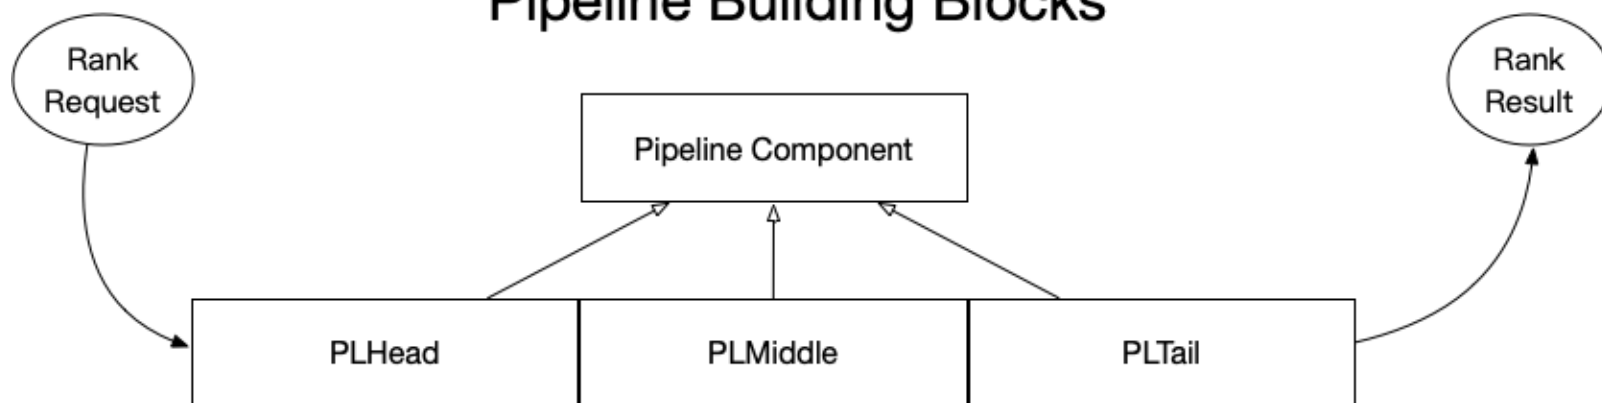 Pipeline Building Blocks
Rank
Request
Rank
Result
Pipeline Component
PLHead
PLMiddle
PLTail